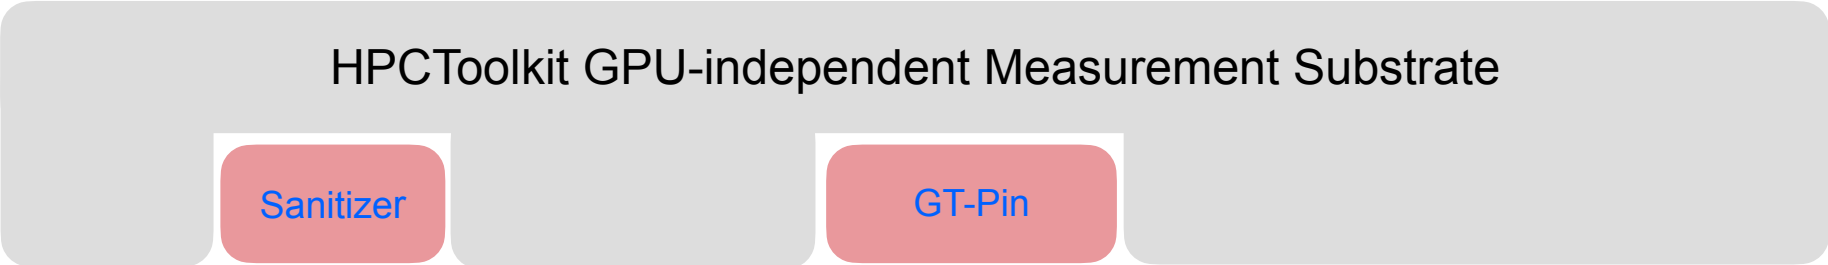 HPCToolkit GPU-independent Measurement Substrate
Sanitizer
GT-Pin